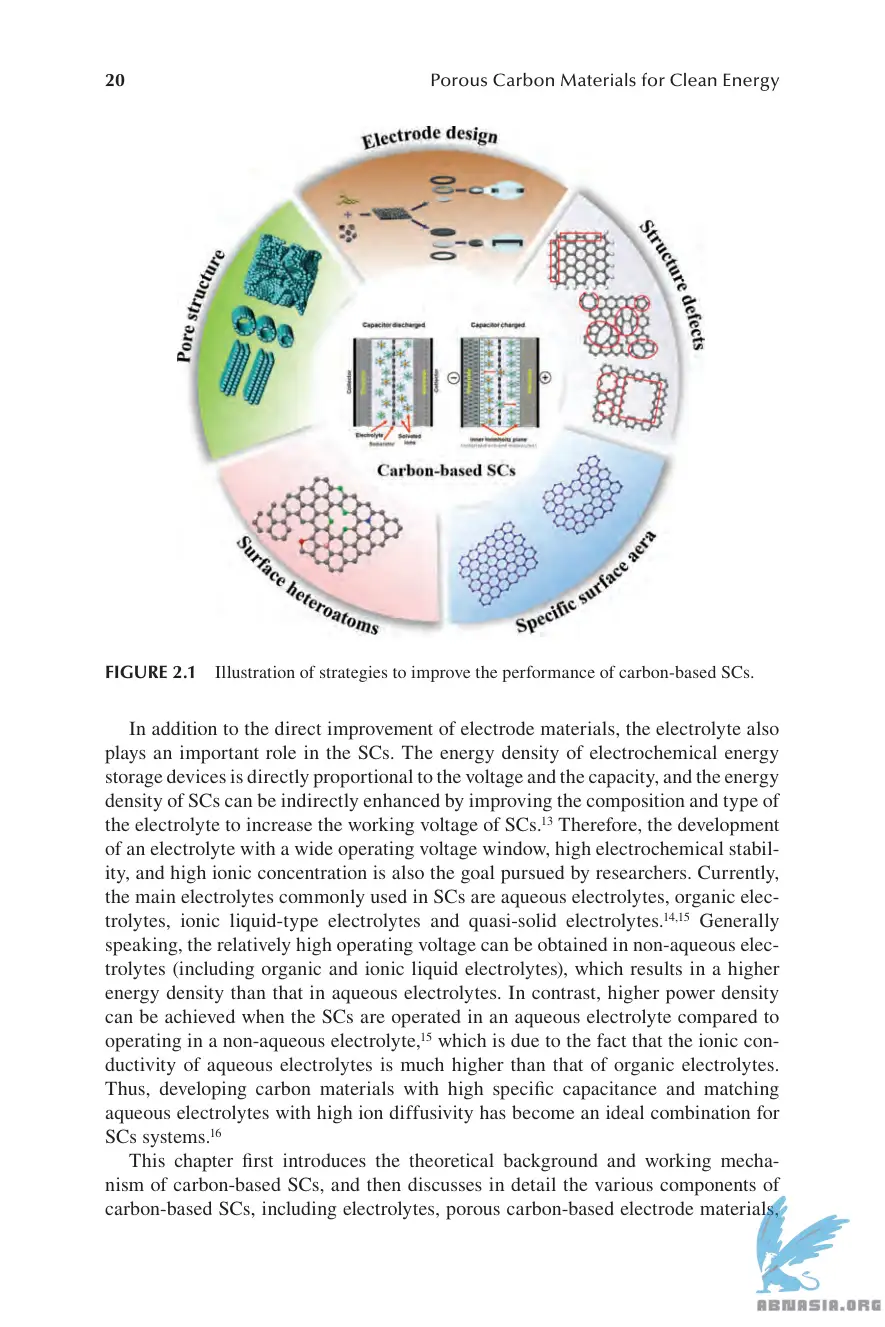 20
Porous Carbon Materials for Clean Energy
Electrode design
Structure defects
Pore structure
Capacitor discharged
Capacitor charged
Collector
Collector
Electrolyte
Separator
Solvated
ions
Carbon-based SCs
Surface heteroatoms
Specific surface aera
FIGURE 2.1 Illustration of strategies to improve the performance of carbon-based SCs.
In addition to the direct improvement of electrode materials, the electrolyte also
plays an important role in the SCs. The energy density of electrochemical energy
storage devices is directly proportional to the voltage and the capacity, and the energy
density of SCs can be indirectly enhanced by improving the composition and type of
the electrolyte to increase the working voltage of SCs.13 Therefore, the development
of an electrolyte with a wide operating voltage window, high electrochemical stabil-
ity, and high ionic concentration is also the goal pursued by researchers. Currently,
the main electrolytes commonly used in SCs are aqueous electrolytes, organic elec-
trolytes, ionic liquid-type electrolytes and quasi-solid electrolytes.14,15 Generally
speaking, the relatively high operating voltage can be obtained in non-aqueous elec-
trolytes (including organic and ionic liquid electrolytes), which results in a higher
energy density than that in aqueous electrolytes. In contrast, higher power density
can be achieved when the SCs are operated in an aqueous electrolyte compared to
operating in a non-aqueous electrolyte,15 which is due to the fact that the ionic con-
ductivity of aqueous electrolytes is much higher than that of organic electrolytes.
Thus, developing carbon materials with high specific capacitance and matching
aqueous electrolytes with high ion diffusivity has become an ideal combination for
SCs systems.16
This chapter first introduces the theoretical background and working mecha-
nism of carbon-based SCs, and then discusses in detail the various components of
carbon-based SCs, including electrolytes, porous carbon-based electrode materials,
ABNASIA.ORG